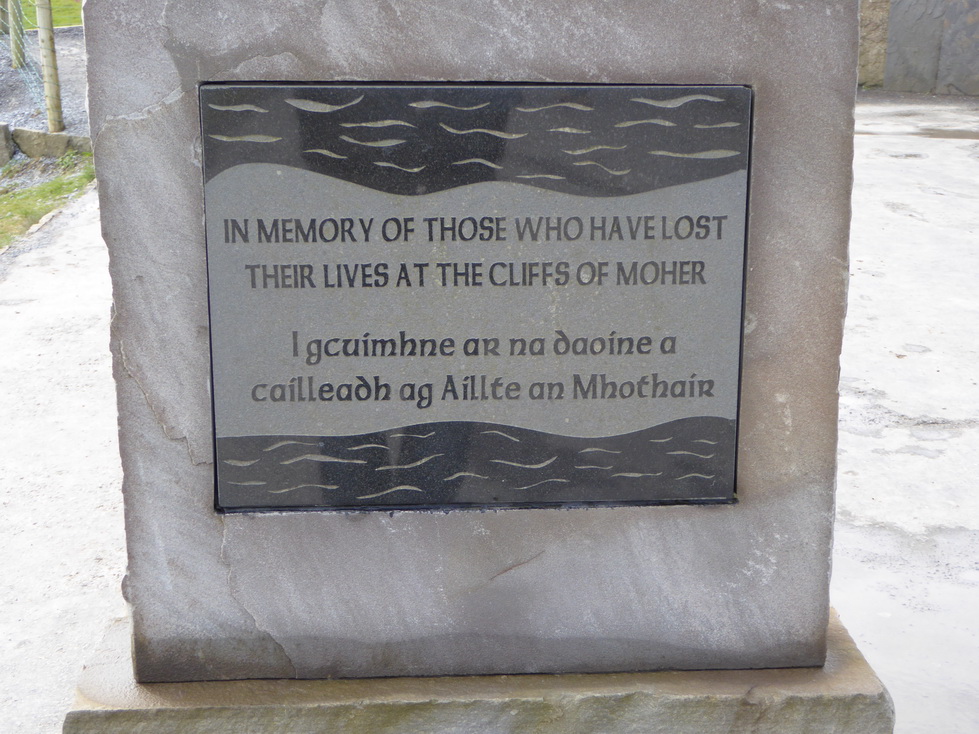 IN MEMORY OF THOSE WHO HAVE LOST
THEIR LIVES AT THE CLIFFS OF MOHER
I gcuimhne ar na daoine a
cailleadh ag Aillte an Mhothair